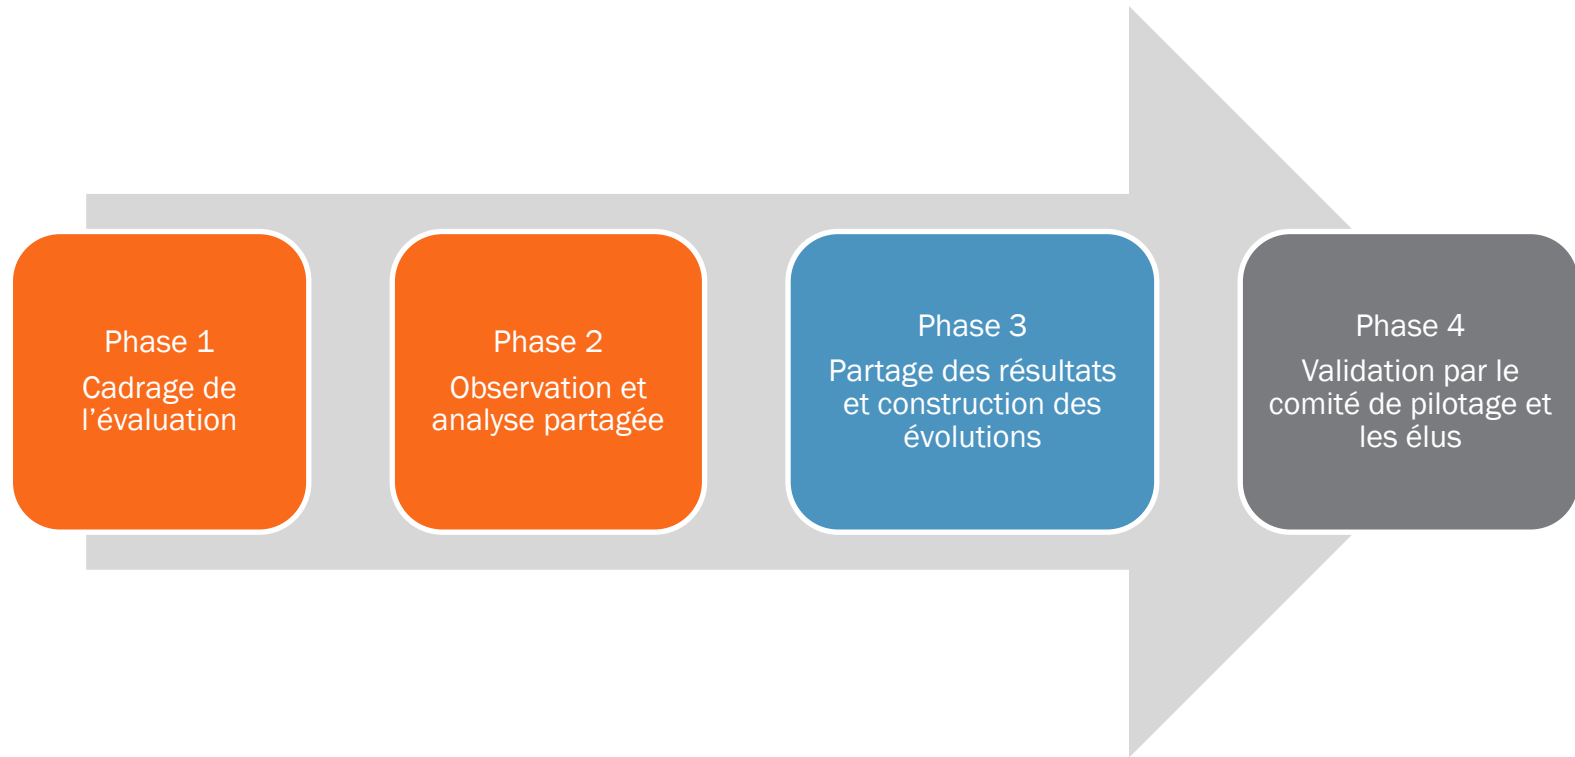 Phase 1
Cadrage de
l’évaluation
Phase 2
Observation et
analyse partagée
Phase 3
Partage des résultats
et construction des
évolutions
Phase 4
Validation par le
comité de pilotage et
les élus